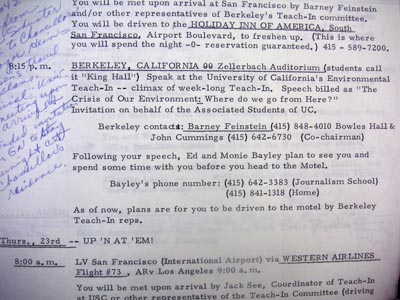 You will be met upon arrival at San Francisco by Barney Feinstein
and/or other representatives of Berkeley's Teach-In committee.
You will be driven to the HOLIDAY INN OF AMERICA, South
San Francisco, Airport Boulevard, to freshen up. (This is where
you will spend the night -0- reservation guaranteed.) 415 - 589-7200.
8:15 p. m. BERKELEY, CALIFORNIA @@ Zellerbach Auditorium (students call
it "King Hall") Speak at the University of California's Environmental
Teach-In -- climax of week-long Teach-In. Speech billed as "The
Crisis of Our Environment: Where do we Go from Here?"
Invitation on behalf of the Associated Students of UC.
Berkeley contacts: Barney Feinstein (415) 848-4010 Bowles Hall &
John Cummings (415) 642-6730 (Co-chairman)
Following your speech, Ed and Monie Bayley plan to see you and
spend some time with you before you head to the Motel.
Bayley's phone number: (415) 642-3383 (Journalism School)
(415) 841-1318 (Home)
As of now, plans are for you to be driven to the motel by Berkeley
Teach-In reps.
Thurs., 23rd -- UP 'N AT 'EM!
8:00 a. m. LV San Francisco (International Airport) via WESTERN AIRLINES
Flight #73 , ARv Los Angeles 9:00 a. m.
You will be met upon arrival by Jack See, Coordinator of Teach-In
at USC or other representative of the Teach-In Committee (driving